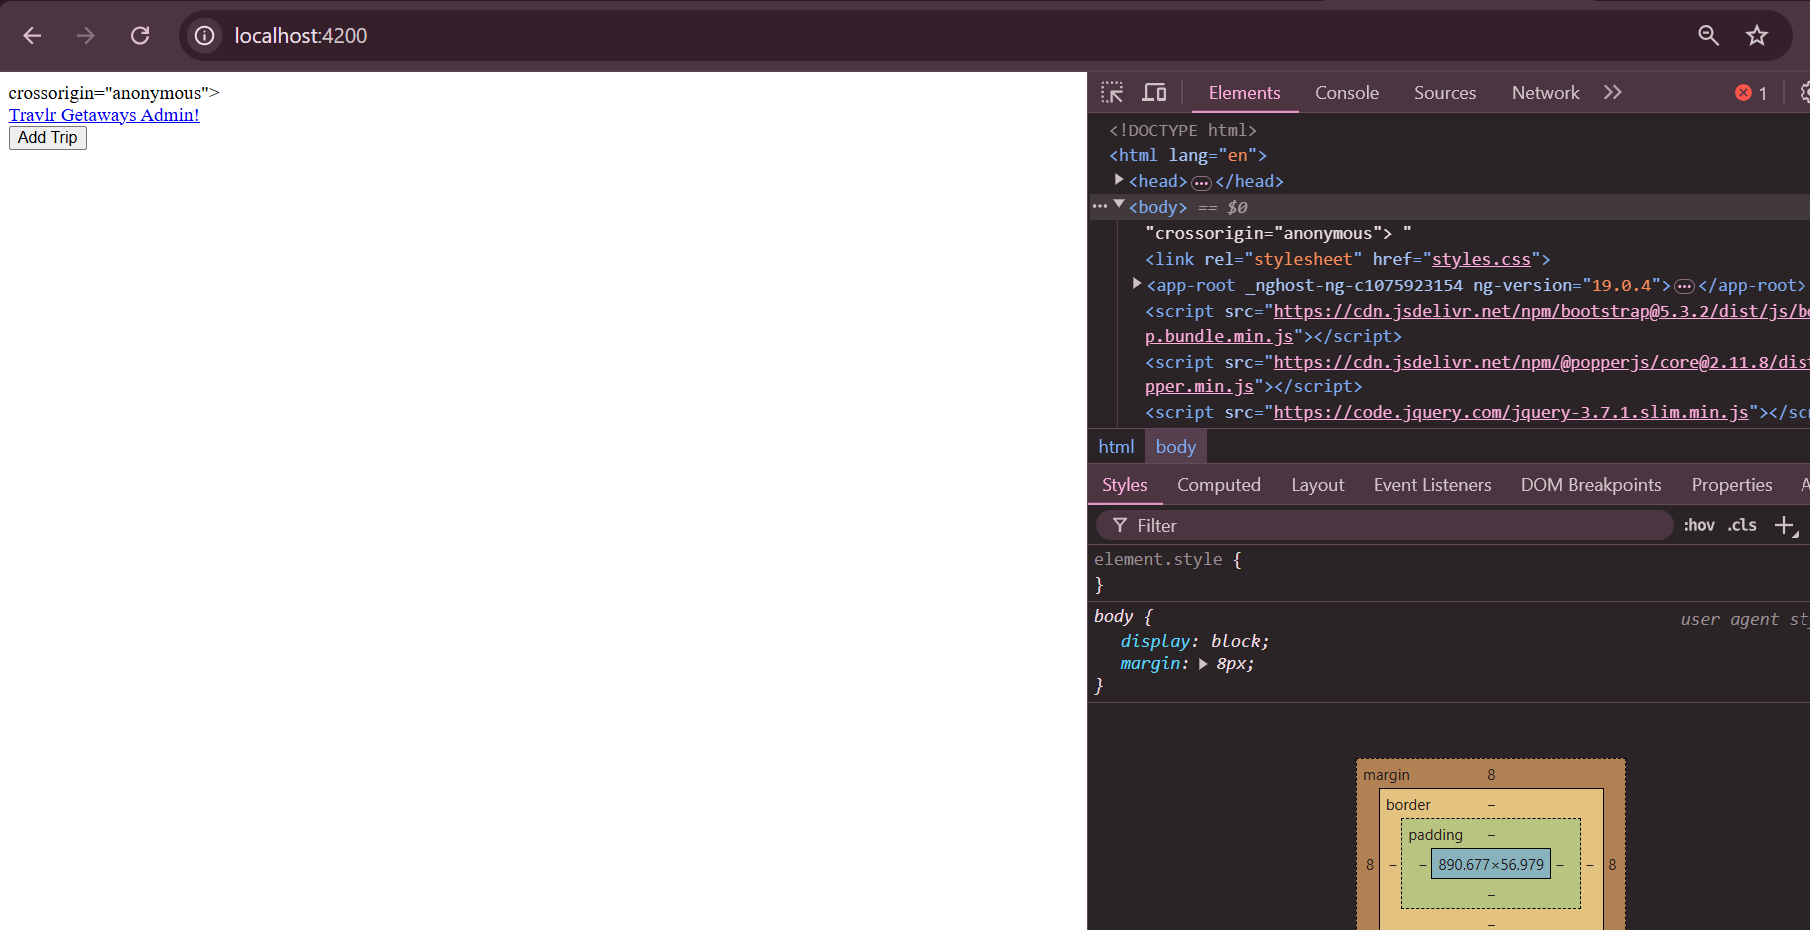 localhost:4200
crossorigin="anonymous">
Travlr Getaways Admin!
Add Trip
Elements Console Sources Network 1
<!DOCTYPE html>
<html lang="en">
<head>…</head>
… <body> == $0
"crossorigin="anonymous"> "
<link rel="stylesheet" href="styles.css">
<app-root _nghost-ng-c1075923154 ng-version="19.0.4">…</app-root>
<script src="https://cdn.jsdelivr.net/npm/bootstrap@5.3.2/dist/js/bo
p.bundle.min.js"></script>
<script src="https://cdn.jsdelivr.net/npm/@popperjs/core@2.11.8/dist
pper.min.js"></script>
<script src="https://code.jquery.com/jquery-3.7.1.slim.min.js"></scr
html body
Styles Computed Layout Event Listeners DOM Breakpoints Properties A
Filter :hov .cls
element.style {
}
body { user agent sty
display: block;
margin: 8px;
}
margin 8
border –
padding –
8 – – 890.677×56.979 – – 8
–
–